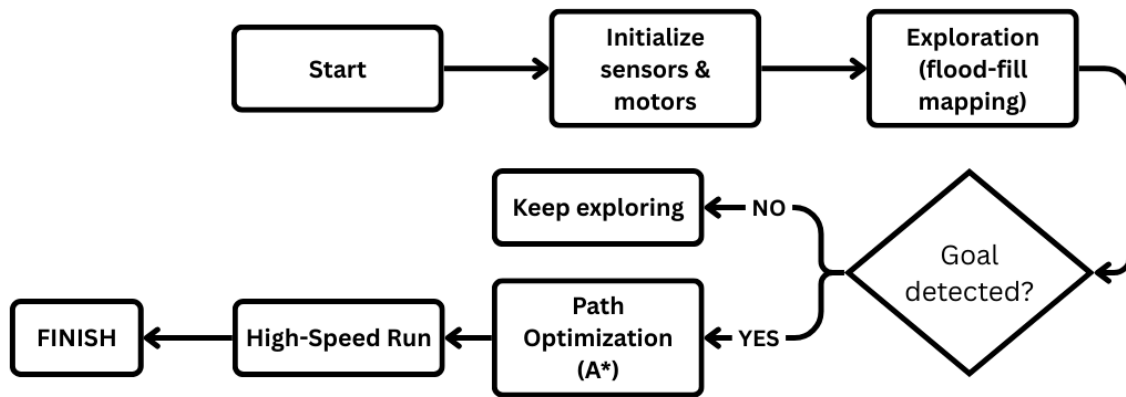 Start
Initialize
sensors &
motors
Exploration
(flood-fill
mapping)
Goal
detected?
NO
Keep exploring
YES
Path
Optimization
(A*)
High-Speed Run
FINISH